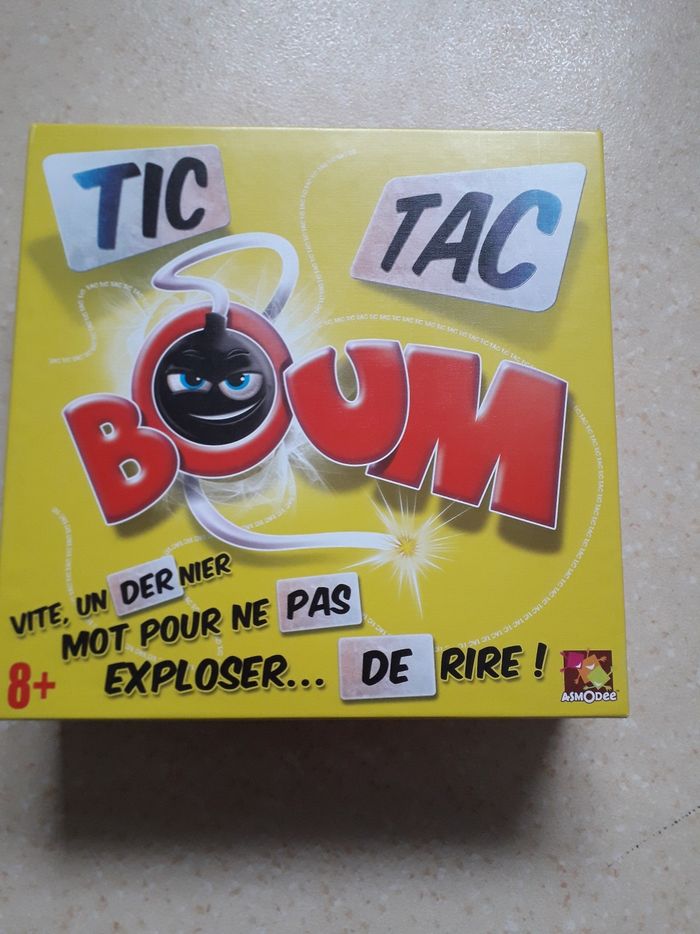 TIC
TAC
BOUM
VITE, UN DERNIER
MOT POUR NE PAS
EXPLOSER... DE RIRE !
8+
ASMODee